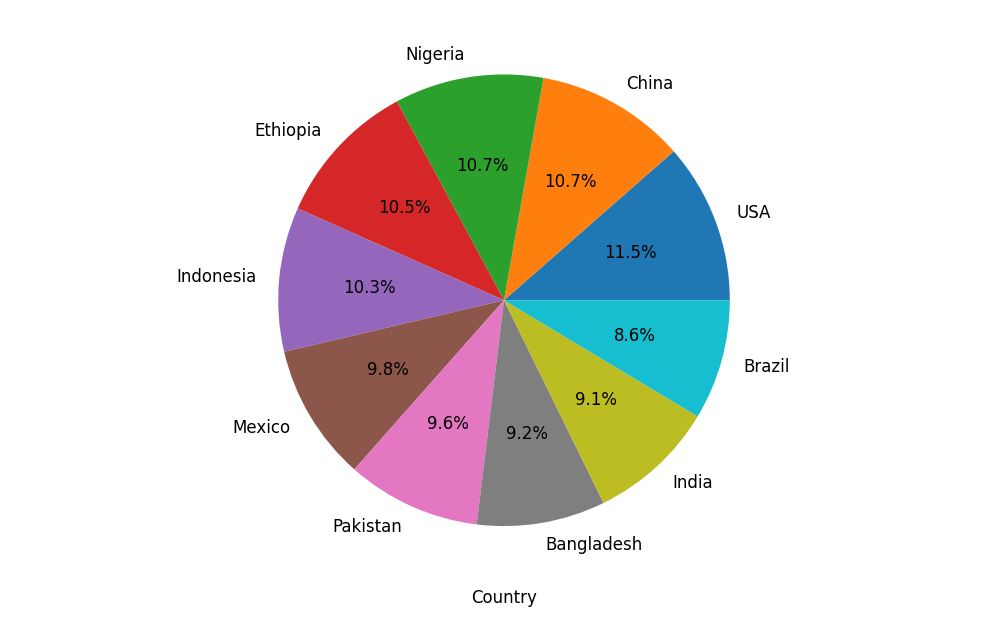 Nigeria
China
Ethiopia
USA
10.7%
10.7%
10.5%
11.5%
Indonesia
10.3%
8.6%
Brazil
9.8%
9.1%
9.6%
9.2%
Mexico
India
Pakistan
Bangladesh
Country